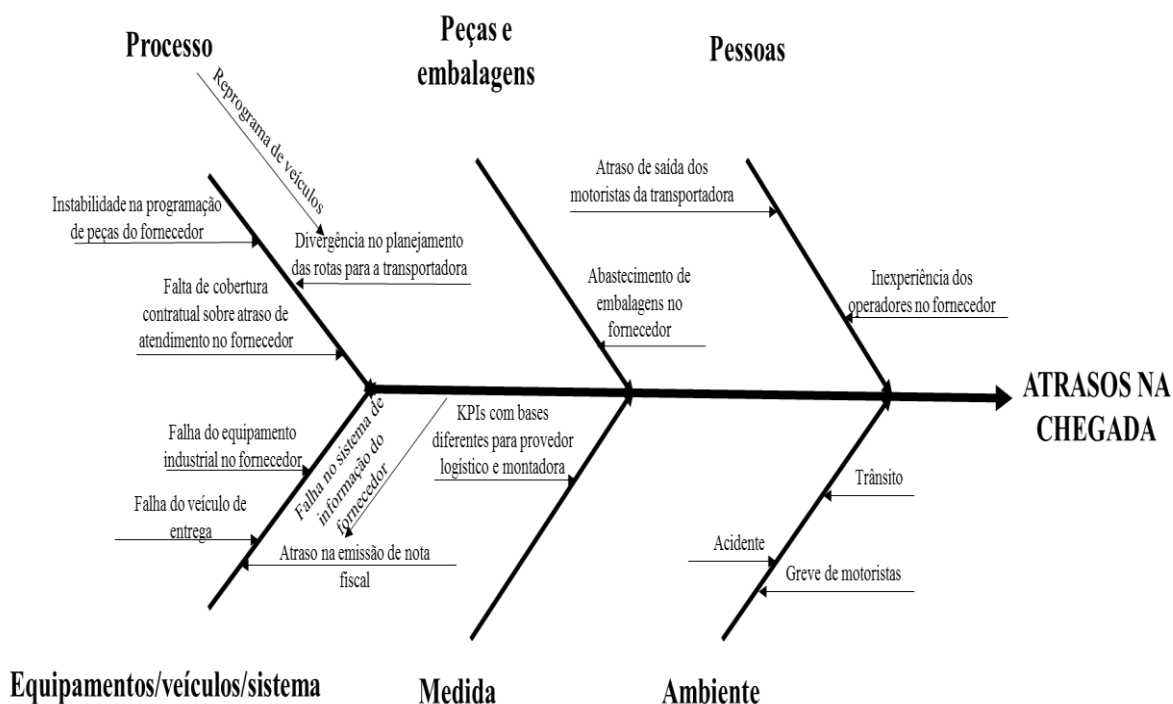 Processo
Peças e
embalagens
Pessoas
Reprograma de veículos
Instabilidade na programação
de peças do fornecedor
Divergência no planejamento
das rotas para a transportadora
Falta de cobertura
contratual sobre atraso de
atendimento no fornecedor
Abastecimento de
embalagens no
fornecedor
Atraso de saída dos
motoristas da transportadora
Inexperiência dos
operadores no fornecedor
ATRASOS NA
CHEGADA
Falha do equipamento
industrial no fornecedor
Falha do veículo de
entrega
Falha no sistema de
informação do
fornecedor
Atraso na emissão de nota
fiscal
KPIs com bases
diferentes para provedor
logístico e montadora
Trânsito
Acidente
Greve de motoristas
Equipamentos/veículos/sistema
Medida
Ambiente